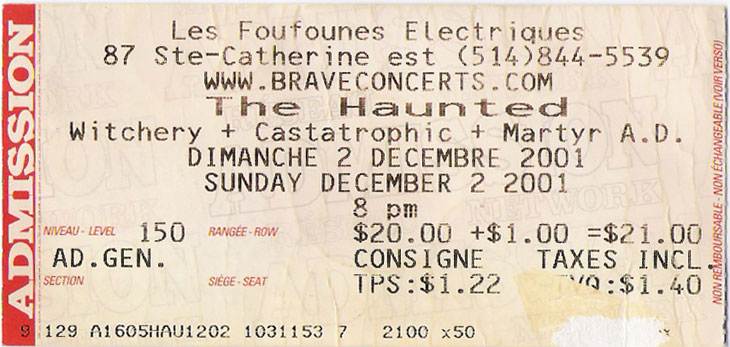 ADMISSION
Les Foufounes Electriques
87 Ste-Catherine est (514)844-5539
WWW.BRAVECONCERTS.COM
The Haunted
Witchery + Castatrophic + Martyr A.D.
DIMANCHE 2 DECEMBRE 2001
SUNDAY DECEMBER 2 2001
8 pm
NIVEAU - LEVEL 150 RANGÉE - ROW $20.00 +$1.00 =$21.00
AD.GEN. CONSIGNE TAXES INCL.
SECTION SIÈGE - SEAT TPS:$1.22 TVQ:$1.40
9 129 A1605HAU1202 1031153 7 2100 x50
NON REMBOURSABLE - NON ÉCHANGEABLE (VOIR VERSO)